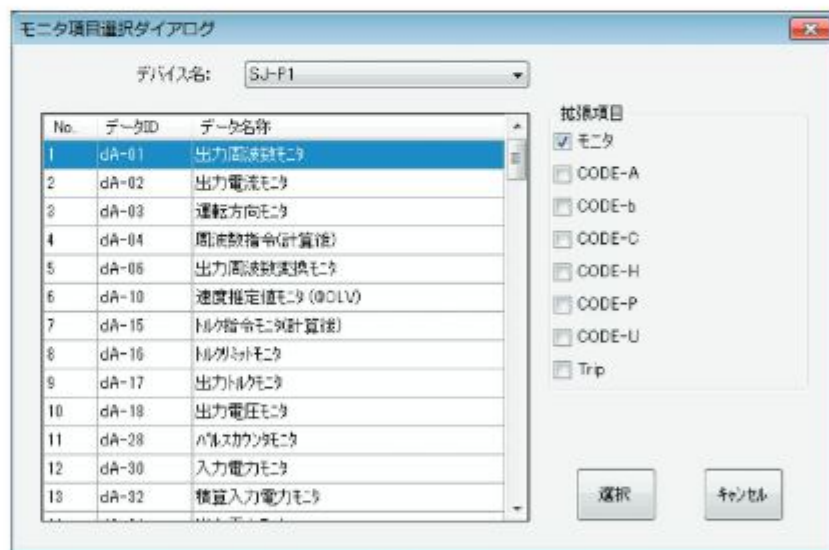 モニタ項目選択ダイアログ
デバイス名: SJ-P1
No. データID データ名称
1 dA-01 出力周波数モニタ
2 dA-02 出力電流モニタ
3 dA-03 運転方向モニタ
4 dA-04 周波数指令(計算後)
5 dA-06 出力周波数変換モニタ
6 dA-10 速度推定値モニタ(@OLV)
7 dA-15 トルク指令モニタ(計算後)
8 dA-16 トルクリミットモニタ
9 dA-17 出力トルクモニタ
10 dA-18 出力電圧モニタ
11 dA-28 パルスカウンタモニタ
12 dA-30 入力電力モニタ
13 dA-32 積算入力電力モニタ
拡張項目
モニタ
CODE-A
CODE-b
CODE-C
CODE-H
CODE-P
CODE-U
Trip
選択
キャンセル